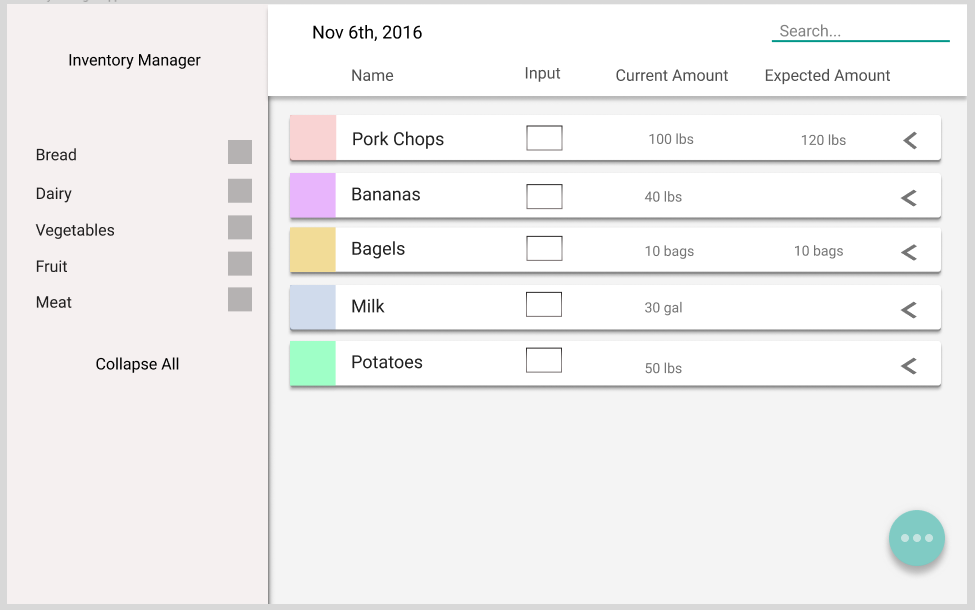 Inventory Manager
Bread
Dairy
Vegetables
Fruit
Meat
Collapse All
Nov 6th, 2016
Search...
Name Input Current Amount Expected Amount
Pork Chops 100 lbs 120 lbs
Bananas 40 lbs
Bagels 10 bags 10 bags
Milk 30 gal
Potatoes 50 lbs